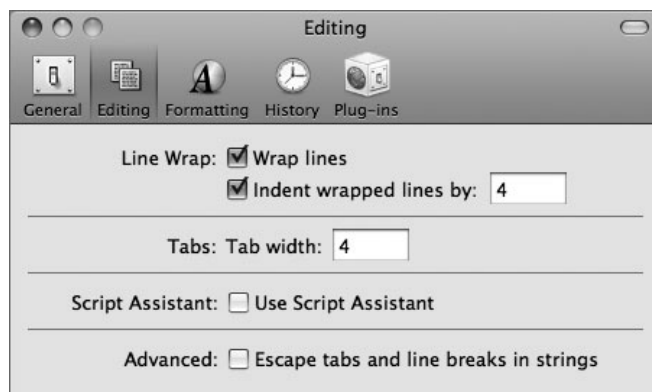 Editing
General Editing Formatting History Plug-ins
Line Wrap: Wrap lines
Indent wrapped lines by: 4
Tabs: Tab width: 4
Script Assistant: Use Script Assistant
Advanced: Escape tabs and line breaks in strings